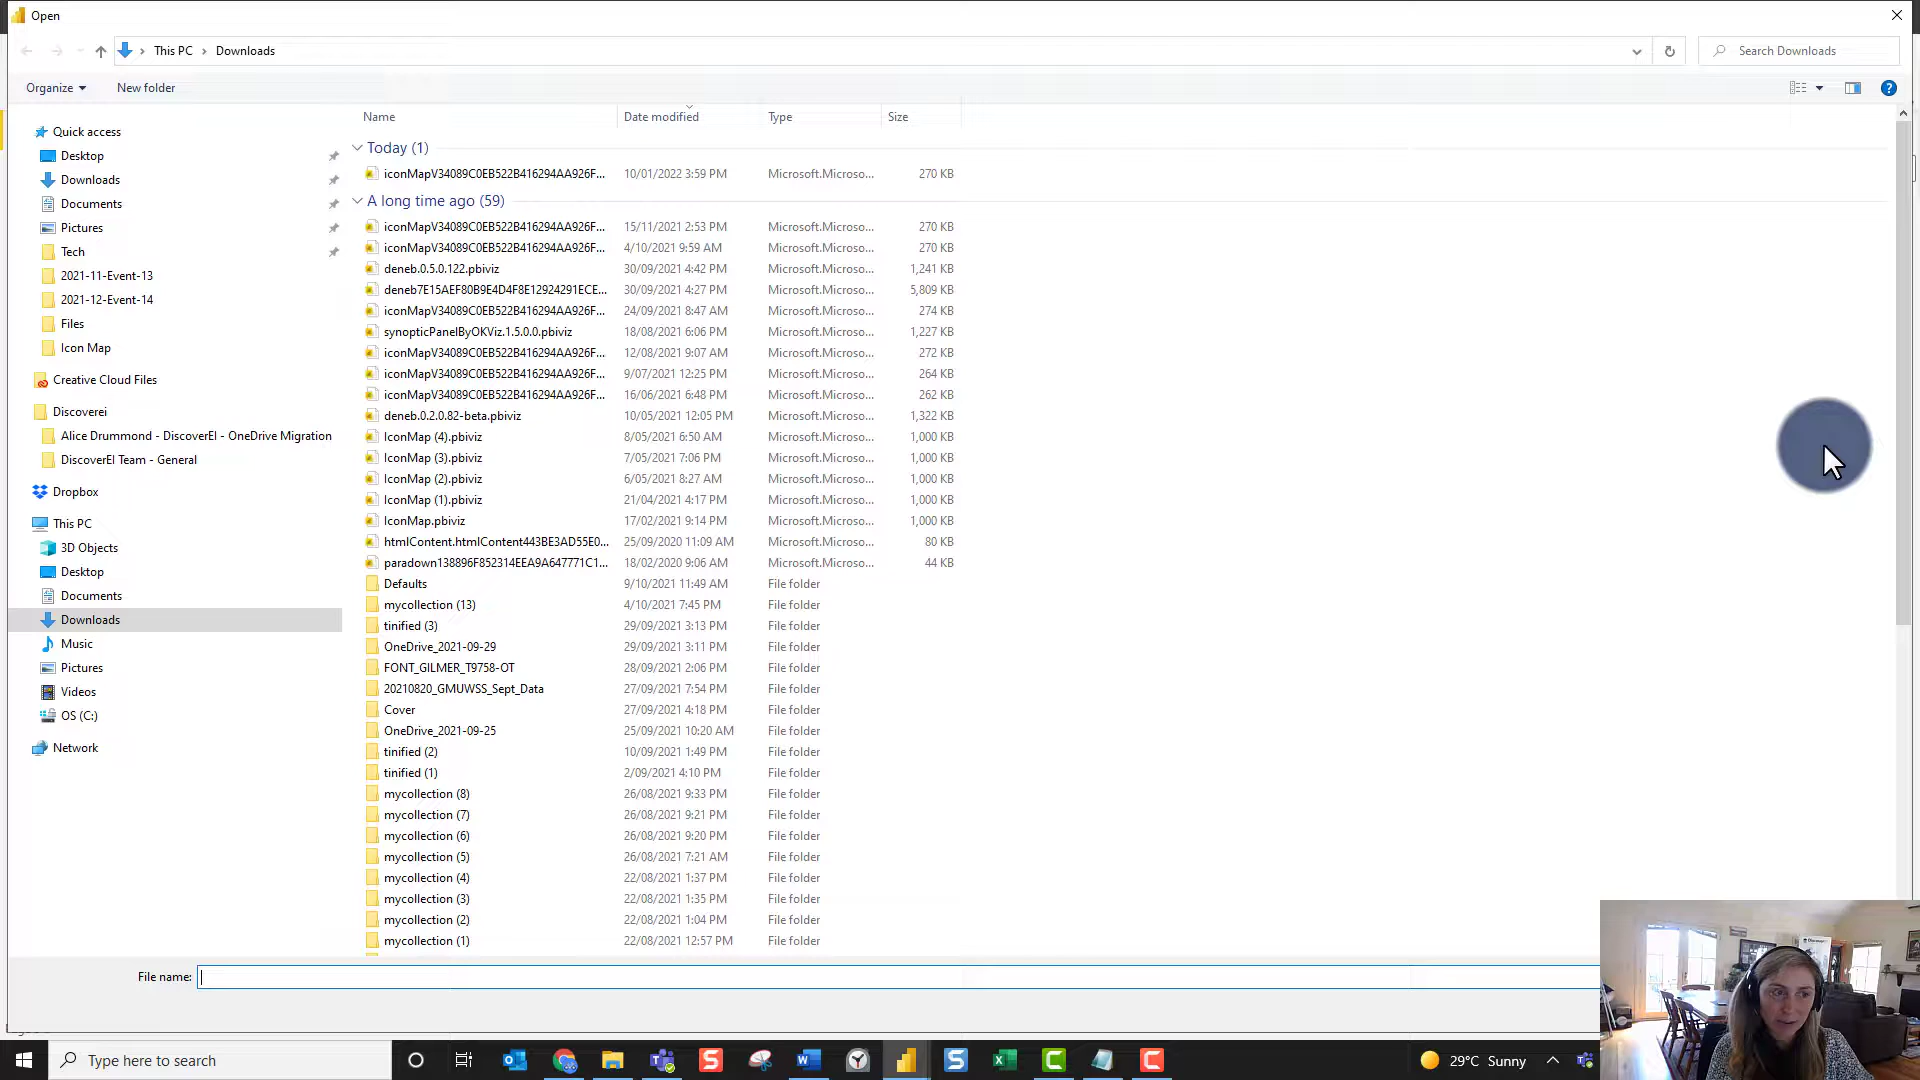 Open
This PC > Downloads
Search Downloads
Organize
New folder
Name Date modified Type Size
Today (1)
iconMapV34089C0EB522B416294AA926F... 10/01/2022 3:59 PM Microsoft.Microso... 270 KB
A long time ago (59)
iconMapV34089C0EB522B416294AA926F... 15/11/2021 2:53 PM Microsoft.Microso... 270 KB
iconMapV34089C0EB522B416294AA926F... 4/10/2021 9:59 AM Microsoft.Microso... 270 KB
deneb.0.5.0.122.pbiviz 30/09/2021 4:42 PM Microsoft.Microso... 1,241 KB
deneb7E15AEF80B9E4D4F8E12924291ECE... 30/09/2021 4:27 PM Microsoft.Microso... 5,809 KB
iconMapV34089C0EB522B416294AA926F... 24/09/2021 8:47 AM Microsoft.Microso... 274 KB
synopticPanelByOKViz.1.5.0.0.pbiviz 18/08/2021 6:06 PM Microsoft.Microso... 1,227 KB
iconMapV34089C0EB522B416294AA926F... 12/08/2021 9:07 AM Microsoft.Microso... 272 KB
iconMapV34089C0EB522B416294AA926F... 9/07/2021 12:25 PM Microsoft.Microso... 264 KB
iconMapV34089C0EB522B416294AA926F... 16/06/2021 6:48 PM Microsoft.Microso... 262 KB
deneb.0.2.0.82-beta.pbiviz 10/05/2021 12:05 PM Microsoft.Microso... 1,322 KB
IconMap (4).pbiviz 8/05/2021 6:50 AM Microsoft.Microso... 1,000 KB
IconMap (3).pbiviz 7/05/2021 7:06 PM Microsoft.Microso... 1,000 KB
IconMap (2).pbiviz 6/05/2021 8:27 AM Microsoft.Microso... 1,000 KB
IconMap (1).pbiviz 21/04/2021 4:17 PM Microsoft.Microso... 1,000 KB
IconMap.pbiviz 17/02/2021 9:14 PM Microsoft.Microso... 1,000 KB
htmlContent.htmlContent443BE3AD55E0... 25/09/2020 11:09 AM Microsoft.Microso... 80 KB
paradown138896F852314EEA9A647771C1... 18/02/2020 9:06 AM Microsoft.Microso... 44 KB
Defaults 9/10/2021 11:49 AM File folder
mycollection (13) 4/10/2021 7:45 PM File folder
tinified (3) 29/09/2021 3:13 PM File folder
OneDrive_2021-09-29 29/09/2021 3:11 PM File folder
FONT_GILMER_T9758-OT 28/09/2021 2:06 PM File folder
20210820_GMUWSS_Sept_Data 27/09/2021 7:54 PM File folder
Cover 27/09/2021 4:18 PM File folder
OneDrive_2021-09-25 25/09/2021 10:20 AM File folder
tinified (2) 10/09/2021 1:49 PM File folder
tinified (1) 2/09/2021 4:10 PM File folder
mycollection (8) 26/08/2021 9:33 PM File folder
mycollection (7) 26/08/2021 9:21 PM File folder
mycollection (6) 26/08/2021 9:20 PM File folder
mycollection (5) 26/08/2021 7:21 AM File folder
mycollection (4) 22/08/2021 1:37 PM File folder
mycollection (3) 22/08/2021 1:35 PM File folder
mycollection (2) 22/08/2021 1:04 PM File folder
mycollection (1) 22/08/2021 12:57 PM File folder
Quick access
Desktop
Downloads
Documents
Pictures
Tech
2021-11-Event-13
2021-12-Event-14
Files
Icon Map
Creative Cloud Files
Discoverei
Alice Drummond - DiscoverEI - OneDrive Migration
DiscoverEI Team - General
Dropbox
This PC
3D Objects
Desktop
Documents
Downloads
Music
Pictures
Videos
OS (C:)
Network
File name:
Type here to search
29°C Sunny